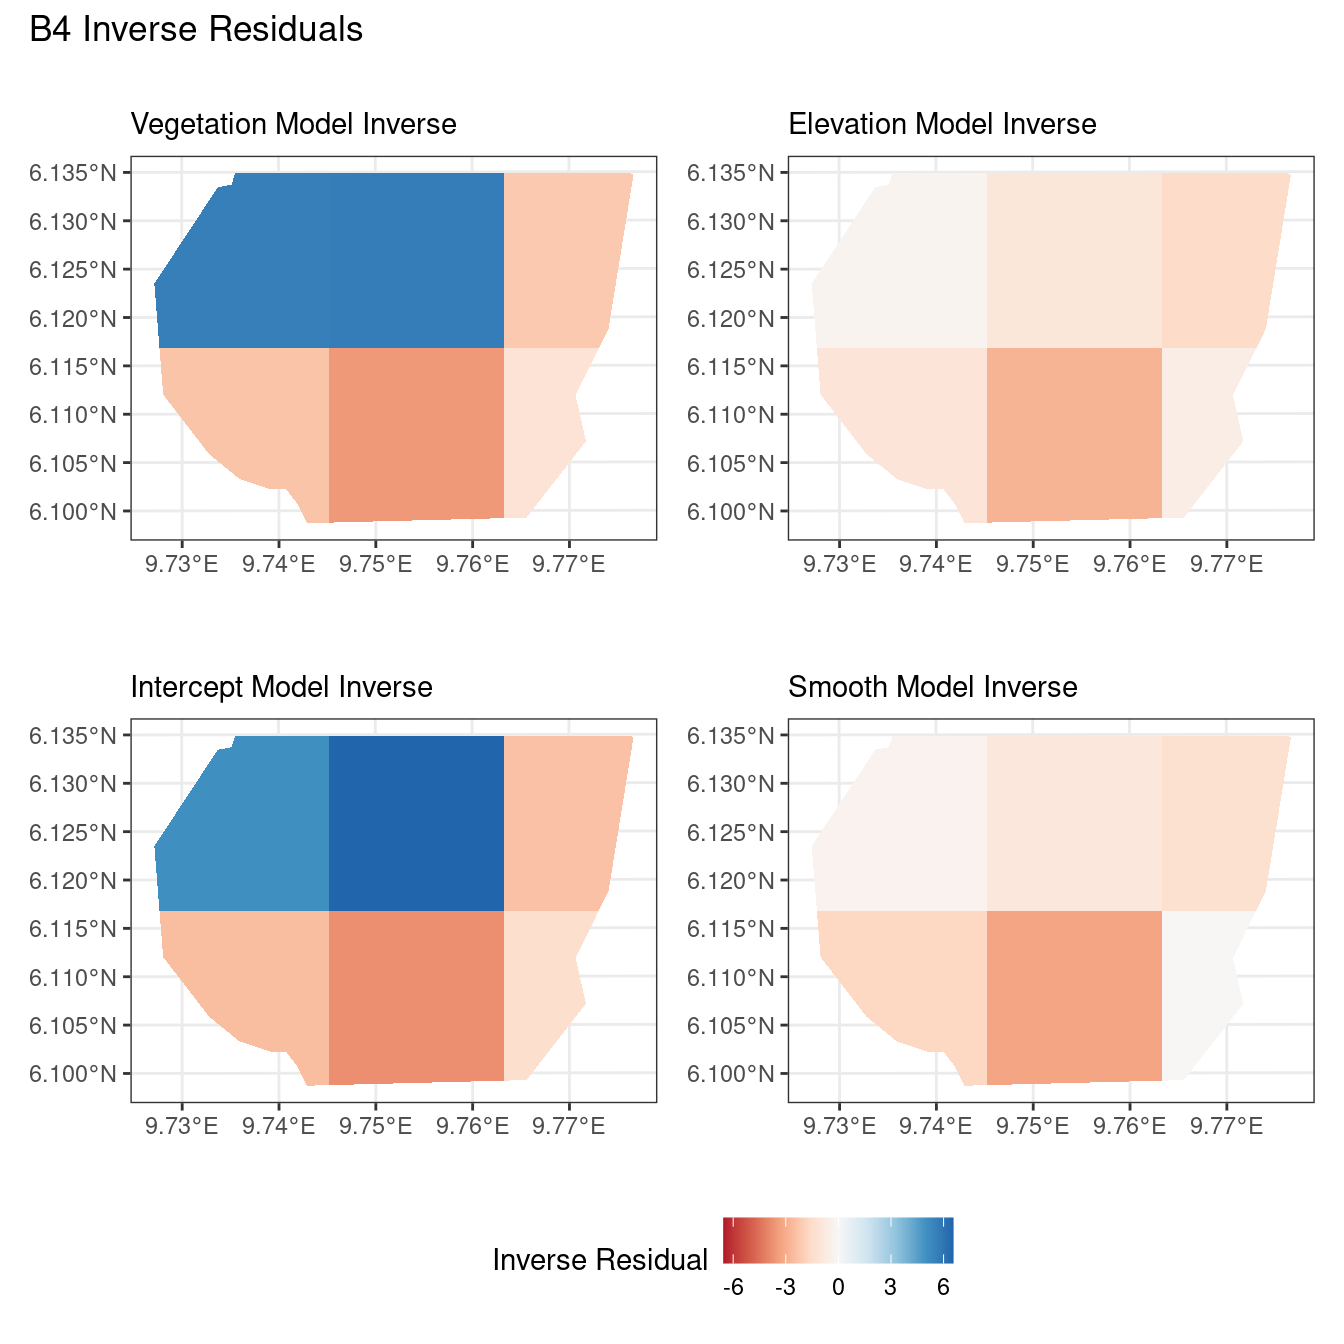 B4 Inverse Residuals
Vegetation Model Inverse
6.135°N
6.130°N
6.125°N
6.120°N
6.115°N
6.110°N
6.105°N
6.100°N
9.73°E 9.74°E 9.75°E 9.76°E 9.77°E
Elevation Model Inverse
6.135°N
6.130°N
6.125°N
6.120°N
6.115°N
6.110°N
6.105°N
6.100°N
9.73°E 9.74°E 9.75°E 9.76°E 9.77°E
Intercept Model Inverse
6.135°N
6.130°N
6.125°N
6.120°N
6.115°N
6.110°N
6.105°N
6.100°N
9.73°E 9.74°E 9.75°E 9.76°E 9.77°E
Smooth Model Inverse
6.135°N
6.130°N
6.125°N
6.120°N
6.115°N
6.110°N
6.105°N
6.100°N
9.73°E 9.74°E 9.75°E 9.76°E 9.77°E
Inverse Residual
-6 -3 0 3 6